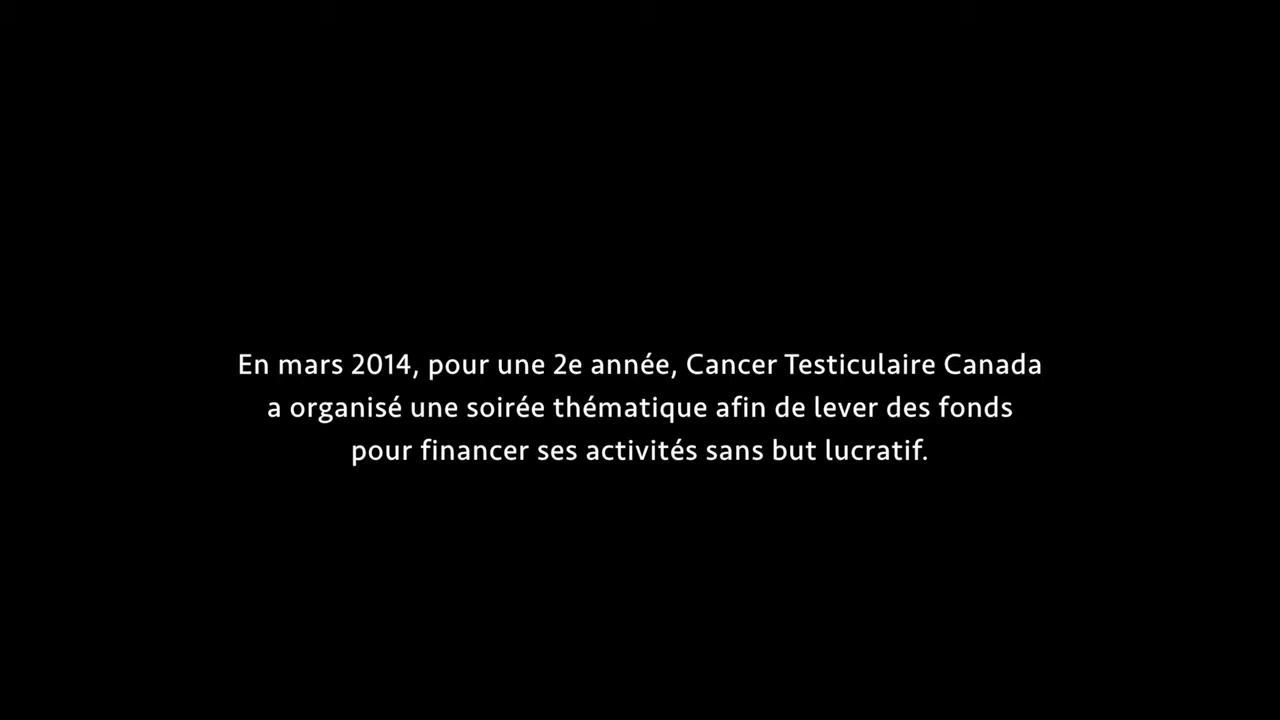 En mars 2014, pour une 2e année, Cancer Testiculaire Canada
a organisé une soirée thématique afin de lever des fonds
pour financer ses activités sans but lucratif.